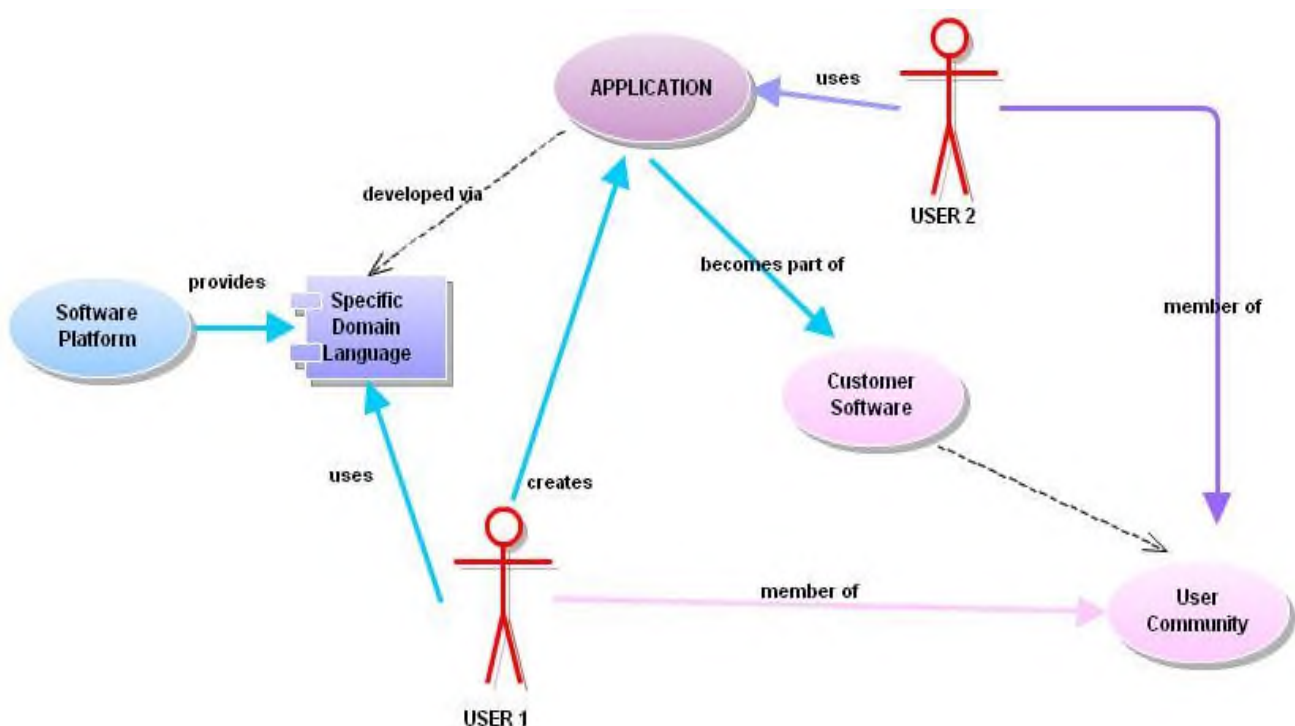 uses
APPLICATION
developed via
USER 2
becomes part of
provides
Specific
Domain
Language
Software
Platform
member of
Customer
Software
uses
creates
member of
User
Community
USER 1